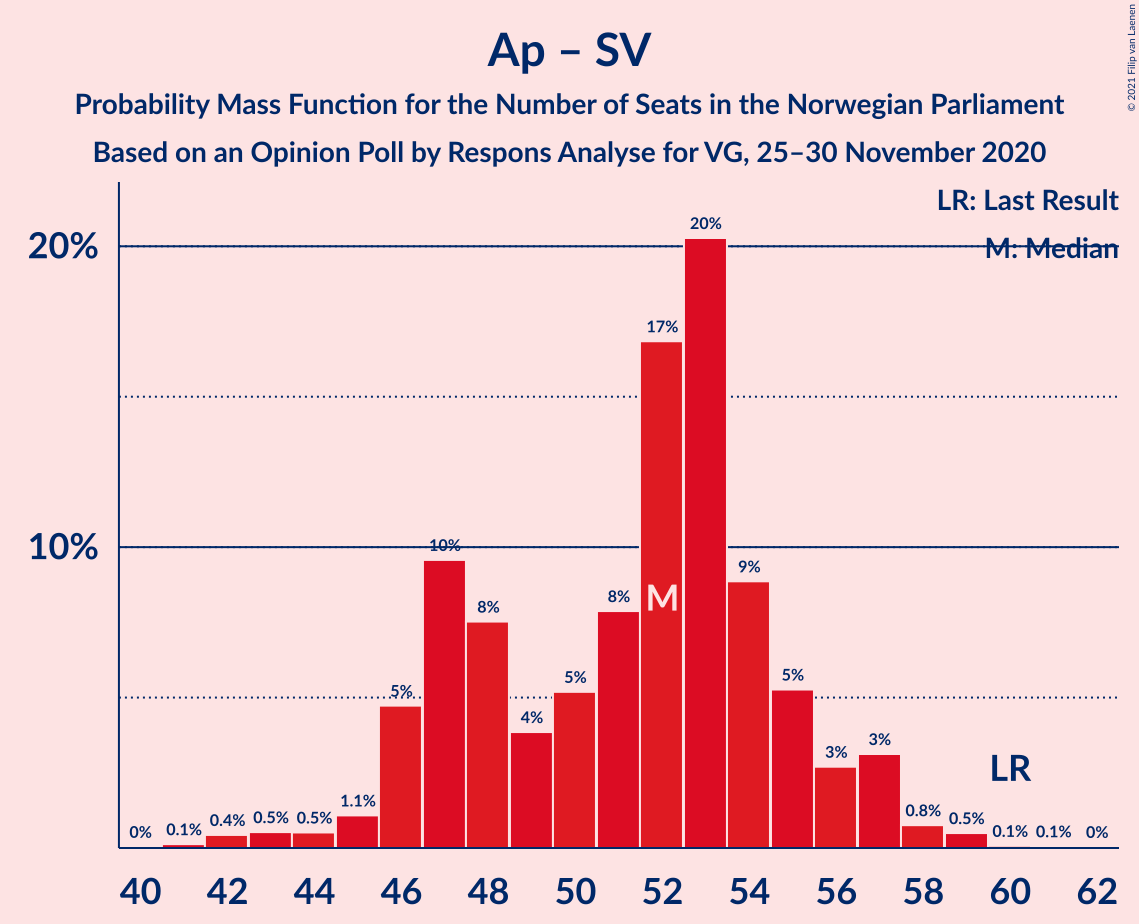 Ap – SV
Probability Mass Function for the Number of Seats in the Norwegian Parliament
Based on an Opinion Poll by Respons Analyse for VG, 25–30 November 2020
© 2021 Filip van Laenen
LR: Last Result
M: Median
20%
10%
0%
0.1%
0.4%
0.5%
0.5%
1.1%
5%
10%
8%
4%
5%
8%
17%
20%
9%
5%
3%
3%
0.8%
0.5%
0.1%
0.1%
0%
M
LR
40 42 44 46 48 50 52 54 56 58 60 62